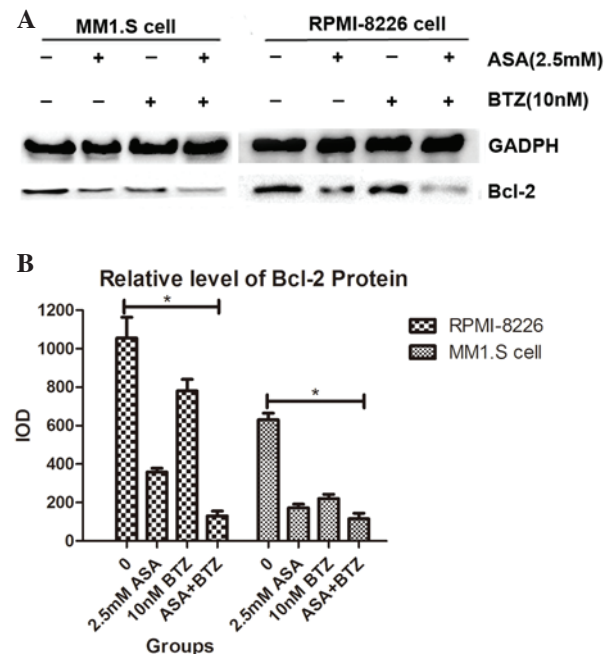 A
MM1.S cell RPMI-8226 cell
– + – + – + – + ASA(2.5mM)
– – + + – – + + BTZ(10nM)
GADPH
Bcl-2
B
Relative level of Bcl-2 Protein
1200
1000
800
600
400
200
0
IOD
* *
RPMI-8226
MM1.S cell
0 2.5mM ASA 10nM BTZ ASA+BTZ 0 2.5mM ASA 10nM BTZ ASA+BTZ
Groups